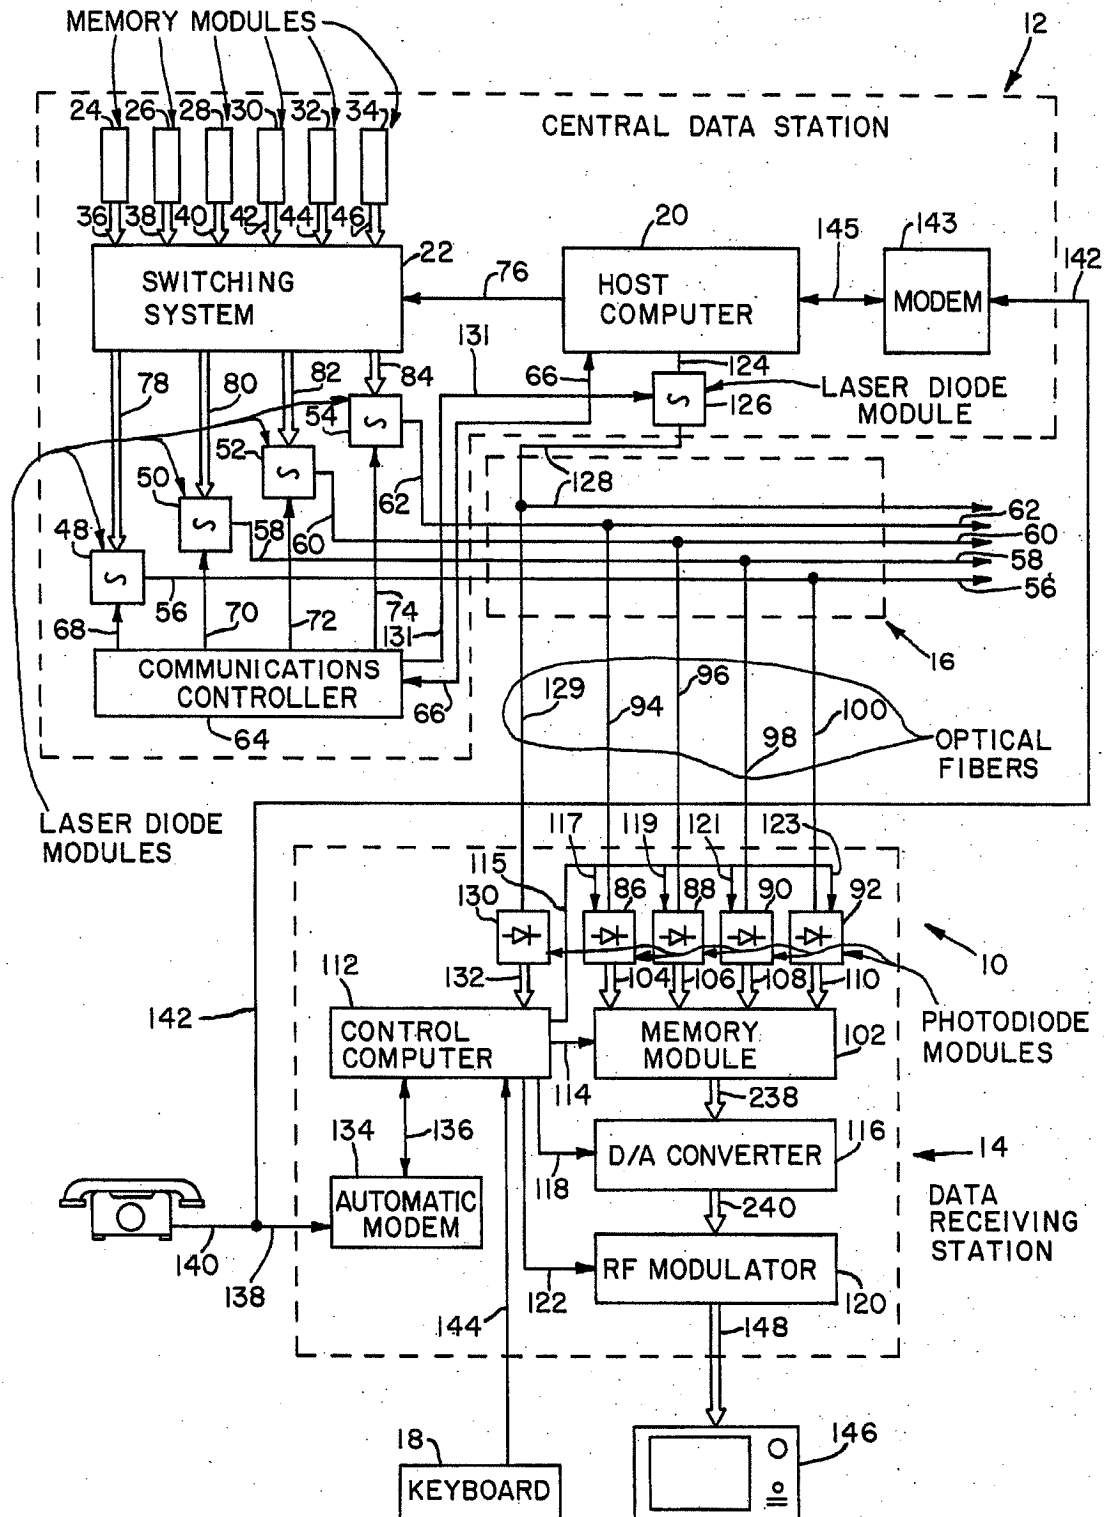 MEMORY MODULES
12
24 26 28 30 32 34
CENTRAL DATA STATION
36 38 40 42 44 46
22
20
143
SWITCHING
SYSTEM
76
HOST
COMPUTER
145
MODEM
142
131
124
78
80
82
84
66
126
LASER DIODE
MODULE
54
52
50
48
S
S
S
S
S
62
60
58
56
128
62
60
58
56
68
70
72
74
131
16
COMMUNICATIONS
CONTROLLER
66
64
129
94
96
98
100
OPTICAL
FIBERS
LASER DIODE
MODULES
117
119
121
123
115
130
86
88
90
92
10
132
104
106
108
110
112
142
CONTROL
COMPUTER
114
MEMORY
MODULE
102
PHOTODIODE
MODULES
238
134
136
118
D/A CONVERTER
116
14
DATA
RECEIVING
STATION
AUTOMATIC
MODEM
240
140
138
122
RF MODULATOR
120
144
148
18
KEYBOARD
146